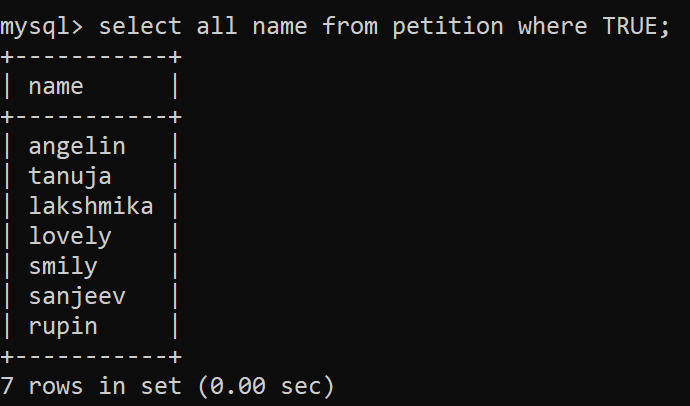 mysql> select all name from petition where TRUE;
+-----------+
| name      |
+-----------+
| angelin   |
| tanuja    |
| lakshmika |
| lovely    |
| smily     |
| sanjeev   |
| rupin     |
+-----------+
7 rows in set (0.00 sec)